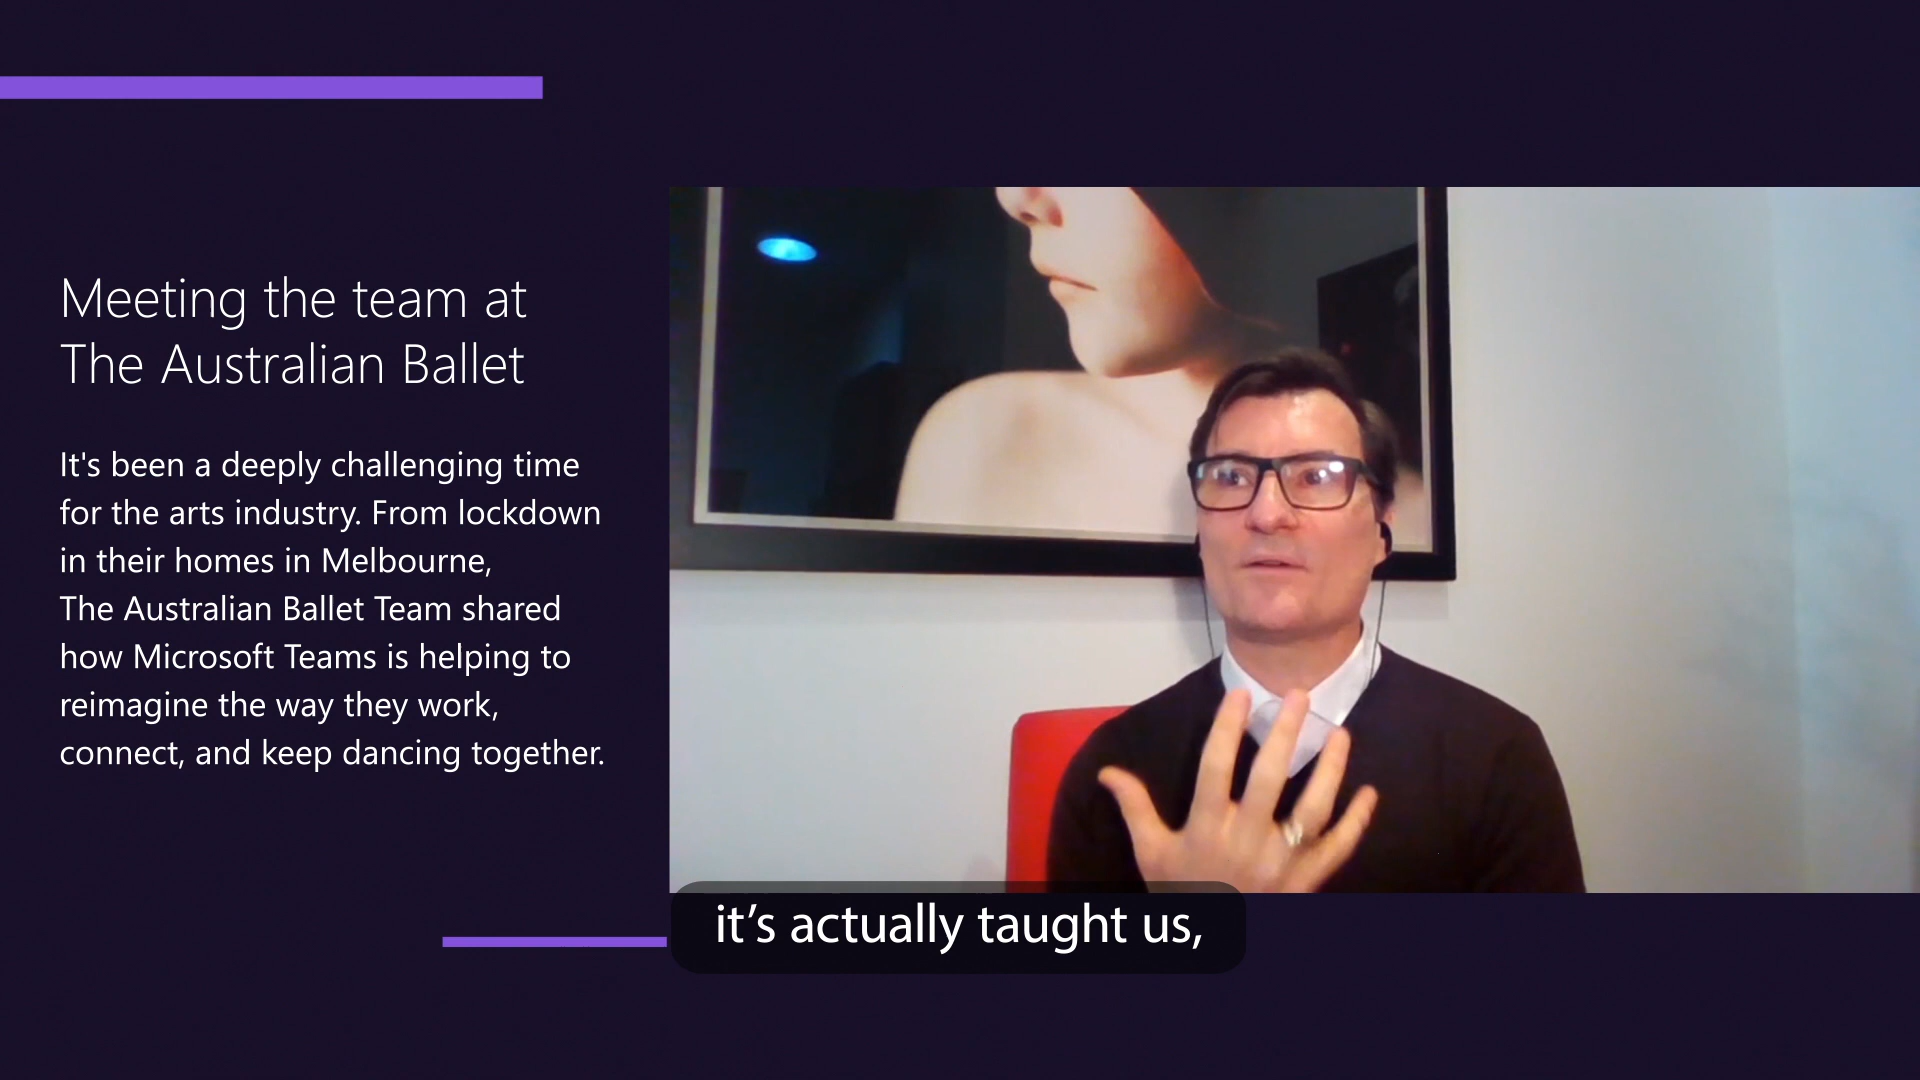 Meeting the team at
The Australian Ballet
It's been a deeply challenging time
for the arts industry. From lockdown
in their homes in Melbourne,
The Australian Ballet Team shared
how Microsoft Teams is helping to
reimagine the way they work,
connect, and keep dancing together.
it’s actually taught us,